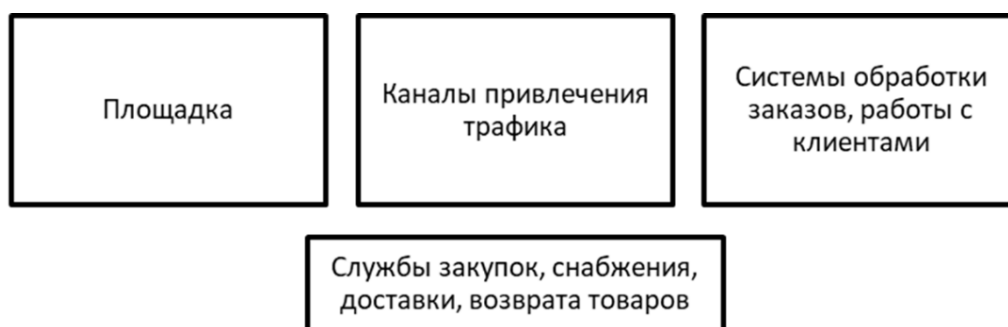 Площадка
Каналы привлечения
трафика
Системы обработки
заказов, работы с
клиентами
Службы закупок, снабжения,
доставки, возврата товаров